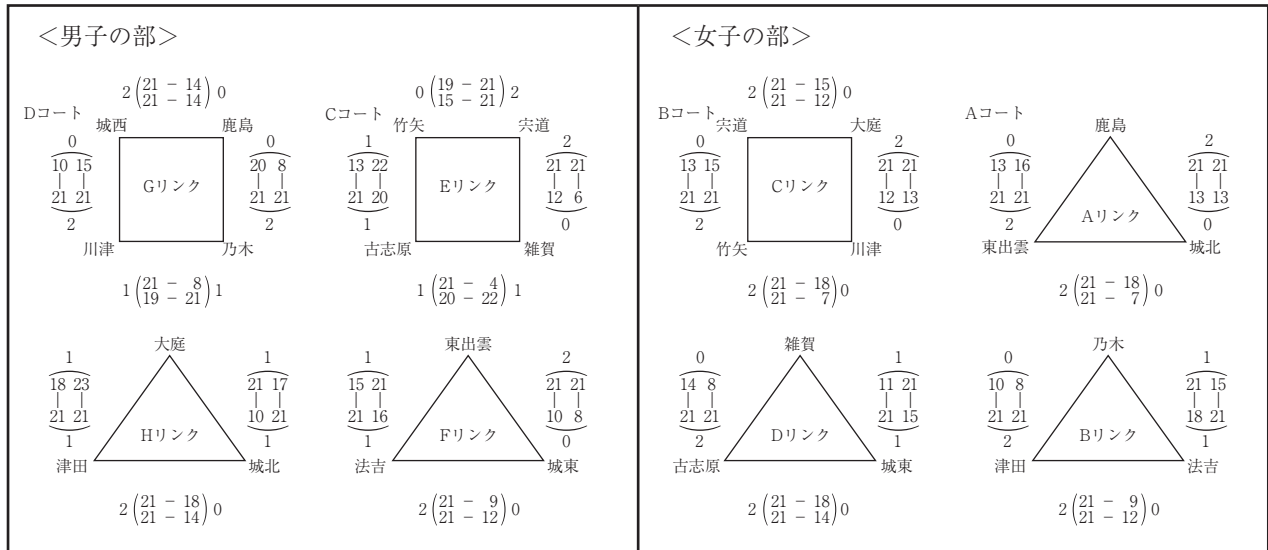 ＜男子の部＞
2 (21 － 14) 0
(21 － 14)
Dコート
城西 鹿島
0
10 15
｜ ｜
21 21
2
Gリンク
0
20 8
｜ ｜
21 21
2
川津 乃木
1 (21 － 8) 1
(19 － 21)
0 (19 － 21) 2
(15 － 21)
Cコート
竹矢 宍道
1
13 22
｜ ｜
21 20
1
Eリンク
2
21 21
｜ ｜
12 6
0
古志原 雑賀
1 (21 － 4) 1
(20 － 22)
大庭
1
18 23
｜ ｜
21 21
1
Hリンク
1
21 17
｜ ｜
10 21
1
津田 城北
2 (21 － 18) 0
(21 － 14)
東出雲
1
15 21
｜ ｜
21 16
1
Fリンク
2
21 21
｜ ｜
10 8
0
法吉 城東
2 (21 － 9) 0
(21 － 12)
＜女子の部＞
2 (21 － 15) 0
(21 － 12)
Bコート
宍道 大庭
0
13 15
｜ ｜
21 21
2
Cリンク
2
21 21
｜ ｜
12 13
0
竹矢 川津
2 (21 － 18) 0
(21 － 7)
Aコート
鹿島
0
13 16
｜ ｜
21 21
2
Aリンク
2
21 21
｜ ｜
13 13
0
東出雲 城北
2 (21 － 18) 0
(21 － 7)
雑賀
0
14 8
｜ ｜
21 21
2
Dリンク
1
11 21
｜ ｜
21 15
1
古志原 城東
2 (21 － 18) 0
(21 － 14)
乃木
0
10 8
｜ ｜
21 21
2
Bリンク
1
21 15
｜ ｜
18 21
1
津田 法吉
2 (21 － 9) 0
(21 － 12)